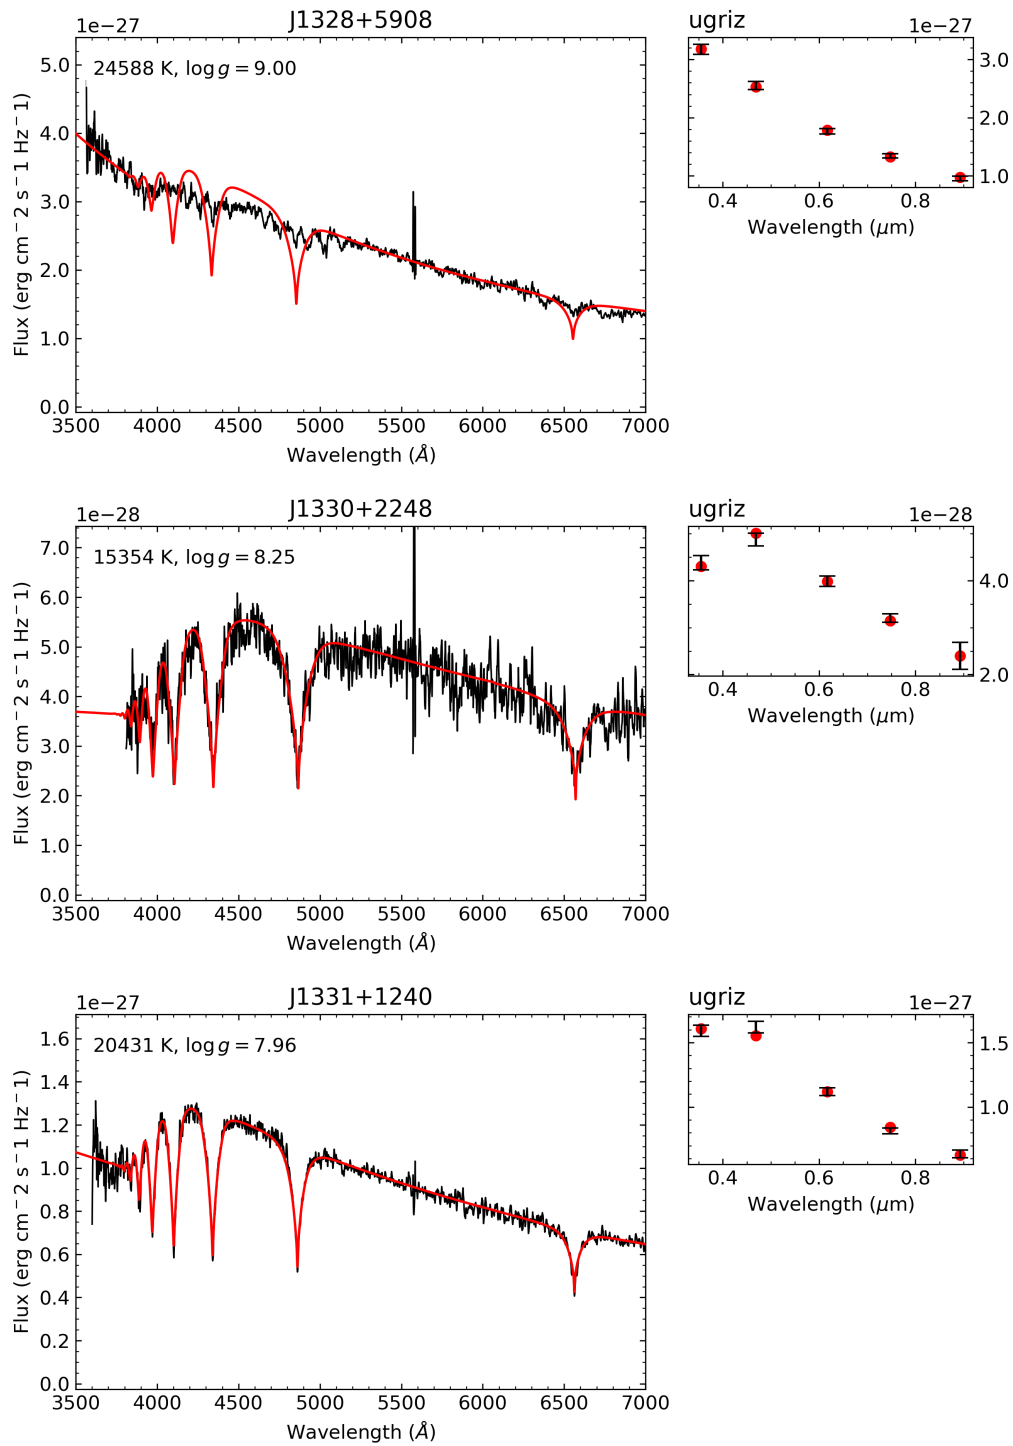 1e−27
J1328+5908
24588 K, log g = 9.00
5.0
4.0
3.0
2.0
1.0
0.0
3500 4000 4500 5000 5500 6000 6500 7000
Wavelength (Å)
Flux (erg cm−2 s−1 Hz−1)
ugriz
1e−27
3.0
2.0
1.0
0.4 0.6 0.8
Wavelength (μm)
1e−28
J1330+2248
15354 K, log g = 8.25
7.0
6.0
5.0
4.0
3.0
2.0
1.0
0.0
3500 4000 4500 5000 5500 6000 6500 7000
Wavelength (Å)
Flux (erg cm−2 s−1 Hz−1)
ugriz
1e−28
4.0
2.0
0.4 0.6 0.8
Wavelength (μm)
1e−27
J1331+1240
20431 K, log g = 7.96
1.6
1.4
1.2
1.0
0.8
0.6
0.4
0.2
0.0
3500 4000 4500 5000 5500 6000 6500 7000
Wavelength (Å)
Flux (erg cm−2 s−1 Hz−1)
ugriz
1e−27
1.5
1.0
0.4 0.6 0.8
Wavelength (μm)